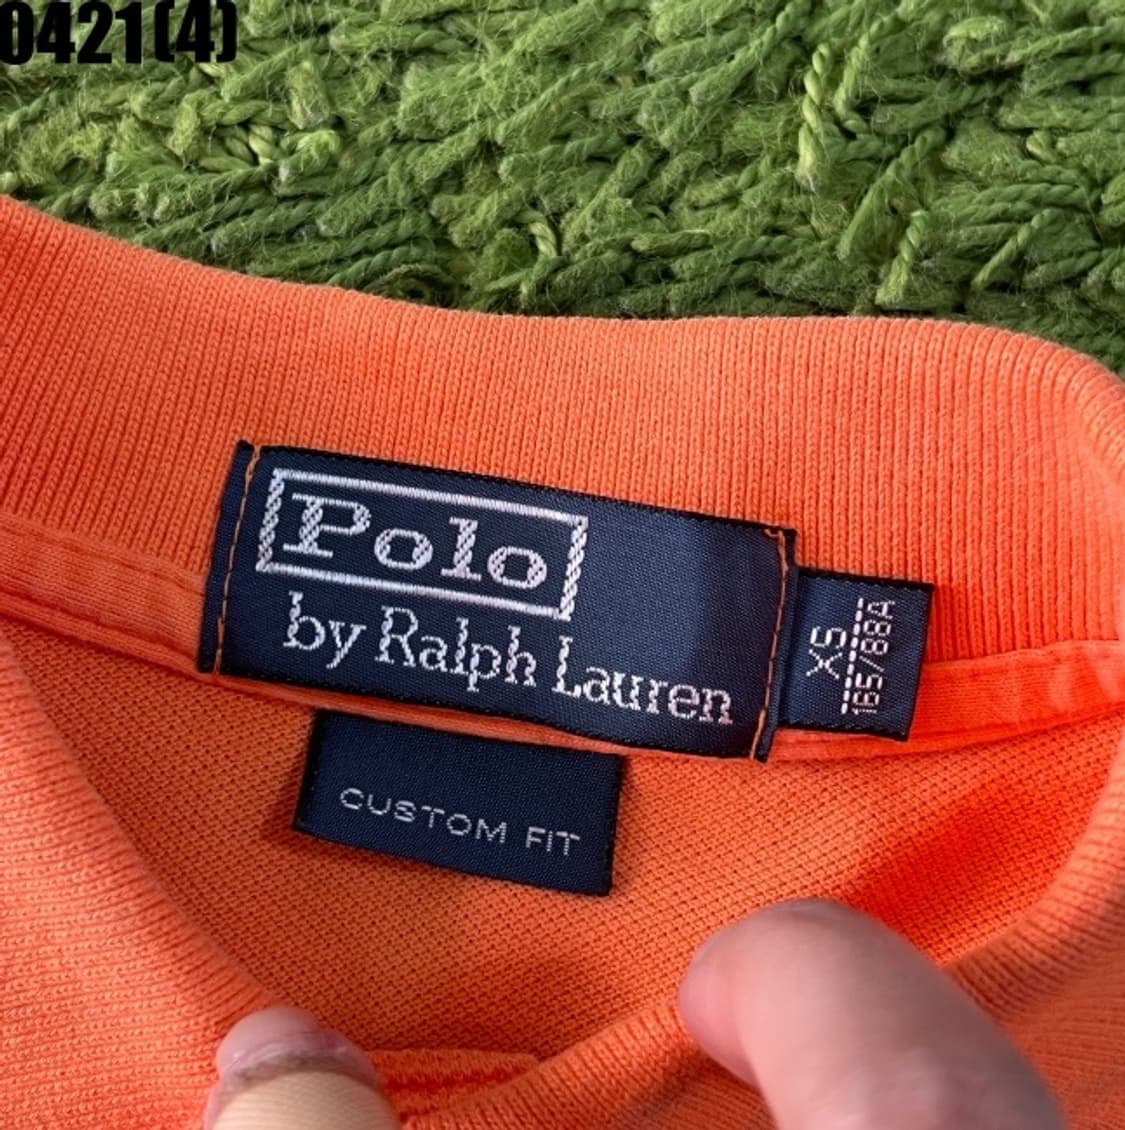 0421(4)
Polo
by Ralph Lauren
XS
165/88A
CUSTOM FIT